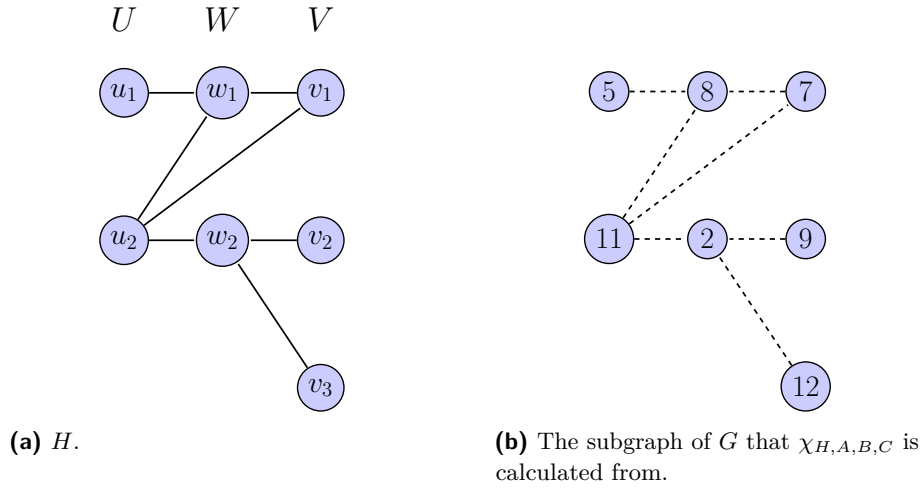 U W V
u₁ w₁ v₁ 5 8 7
u₂ w₂ v₂ 11 2 9
v₃ 12
(a) H.
(b) The subgraph of G that χ_{H,A,B,C} is
calculated from.